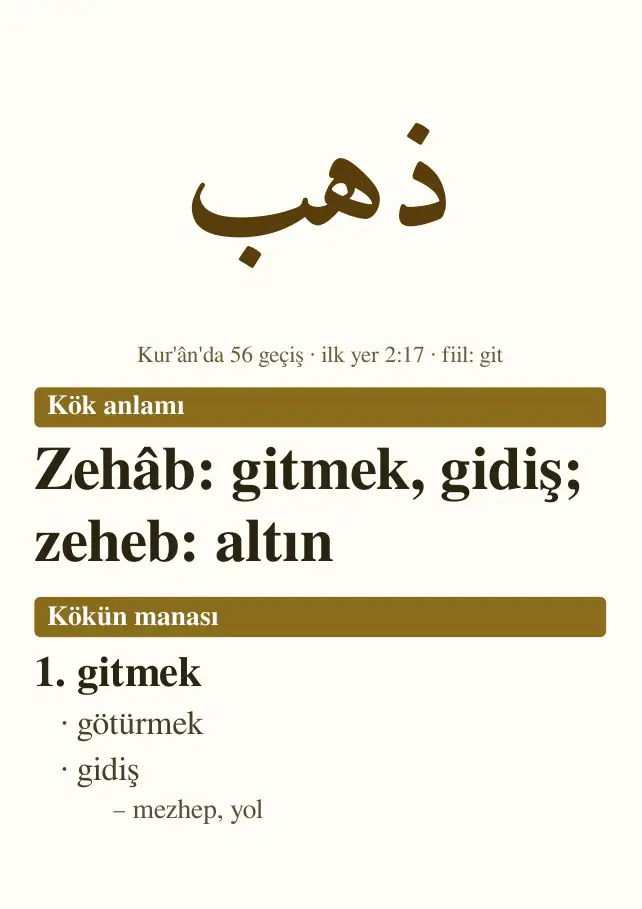 ذهب
Kur'ân'da 56 geçiş · ilk yer 2:17 · fiil: git
Kök anlamı
Zehâb: gitmek, gidiş;
zeheb: altın
Kökün manası
1. gitmek
· götürmek
· gidiş
– mezhep, yol